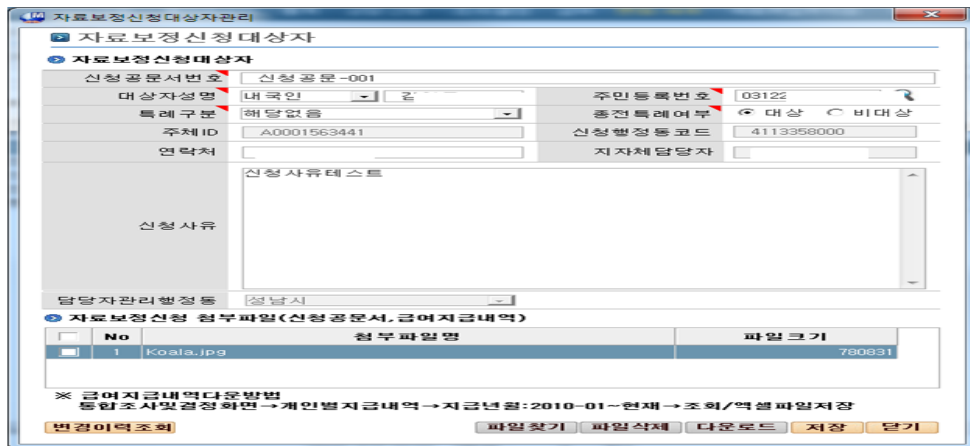 자료보정신청대상자관리
자료보정신청대상자
자료보정신청대상자
신청공문서번호 신청공문-001
대상자성명 내국인 주민등록번호 03122
특례구분 해당없음 종전특례여부 대상 비대상
주체ID A0001563441 신청행정동코드 4113358000
연락처 지자체담당자
신청사유 신청사유테스트
담당자관리행정동 성남시
자료보정신청 첨부파일(신청공문서,급여지급내역)
No 첨부파일명 파일크기
1 Koala.jpg 780831
※ 급여지급내역다운방법
통합조사및결정화면→개인별지급내역→지급년월:2010-01~현재→조회/엑셀파일저장
변경이력조회 파일찾기 파일삭제 다운로드 저장 닫기